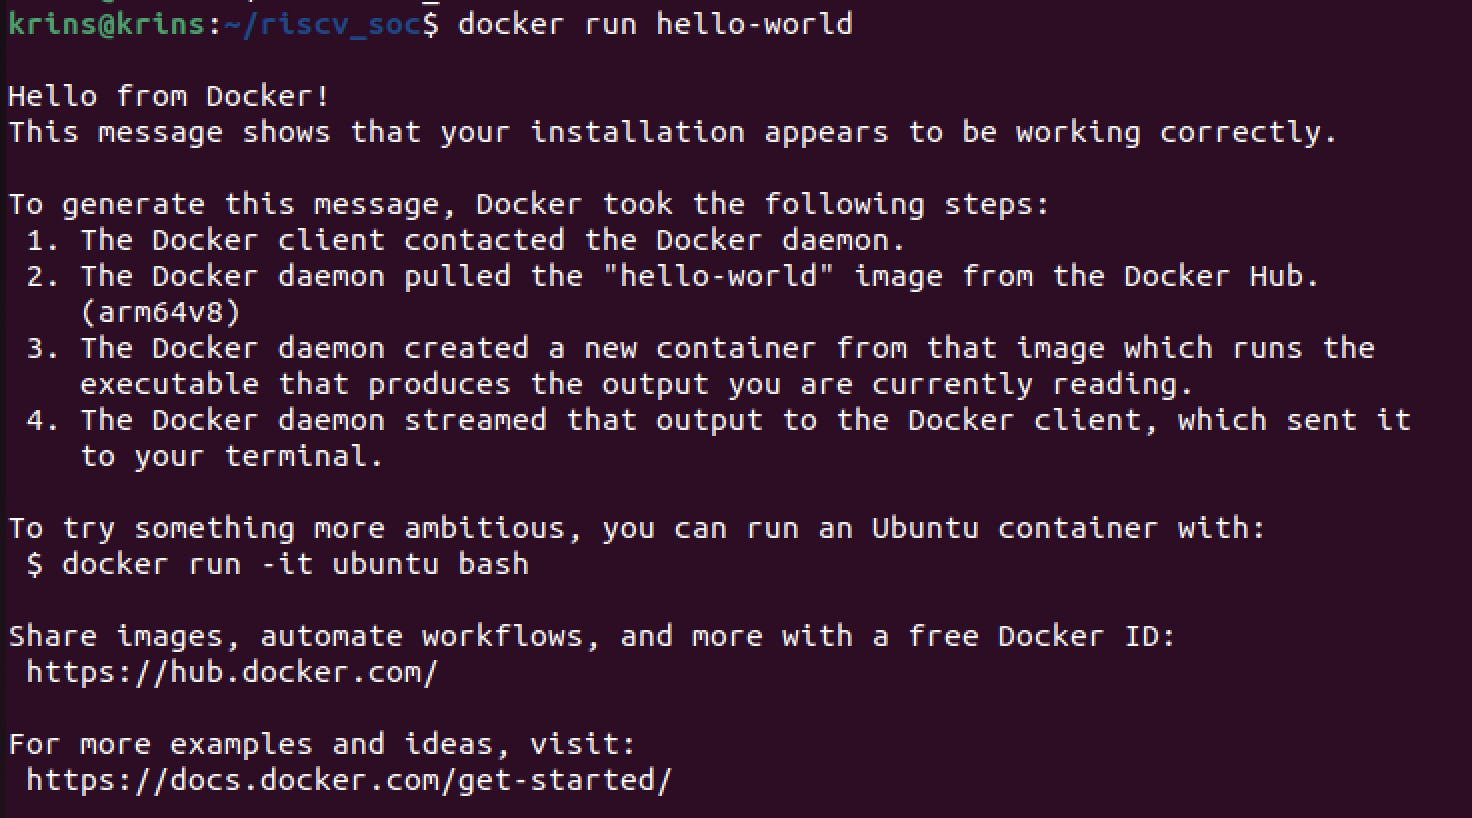 krins@krins:~/riscv_soc$ docker run hello-world
Hello from Docker!
This message shows that your installation appears to be working correctly.
To generate this message, Docker took the following steps:
1. The Docker client contacted the Docker daemon.
2. The Docker daemon pulled the "hello-world" image from the Docker Hub.
(arm64v8)
3. The Docker daemon created a new container from that image which runs the
executable that produces the output you are currently reading.
4. The Docker daemon streamed that output to the Docker client, which sent it
to your terminal.
To try something more ambitious, you can run an Ubuntu container with:
$ docker run -it ubuntu bash
Share images, automate workflows, and more with a free Docker ID:
https://hub.docker.com/
For more examples and ideas, visit:
https://docs.docker.com/get-started/